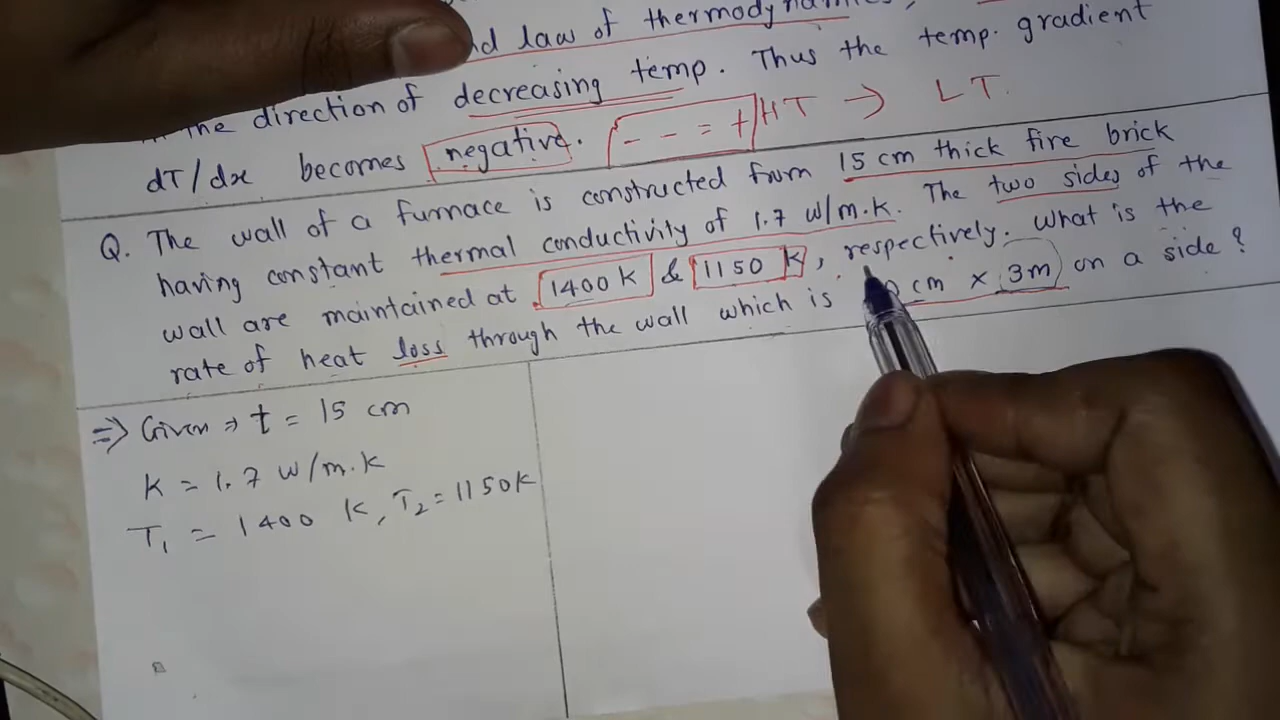 law of thermodynamics,
the direction of decreasing temp. Thus the temp. gradient
dT/dx becomes negative. - - = + HT → LT.
Q. The wall of a furnace is constructed from 15 cm thick fire brick
having constant thermal conductivity of 1.7 W/m.K. The two sides of the
wall are maintained at 1400 K & 1150 K, respectively. What is the
rate of heat loss through the wall which is cm × 3m on a side ?
⇒ Given → t = 15 cm
K = 1.7 W/m.K
T₁ = 1400 K, T₂ = 1150K